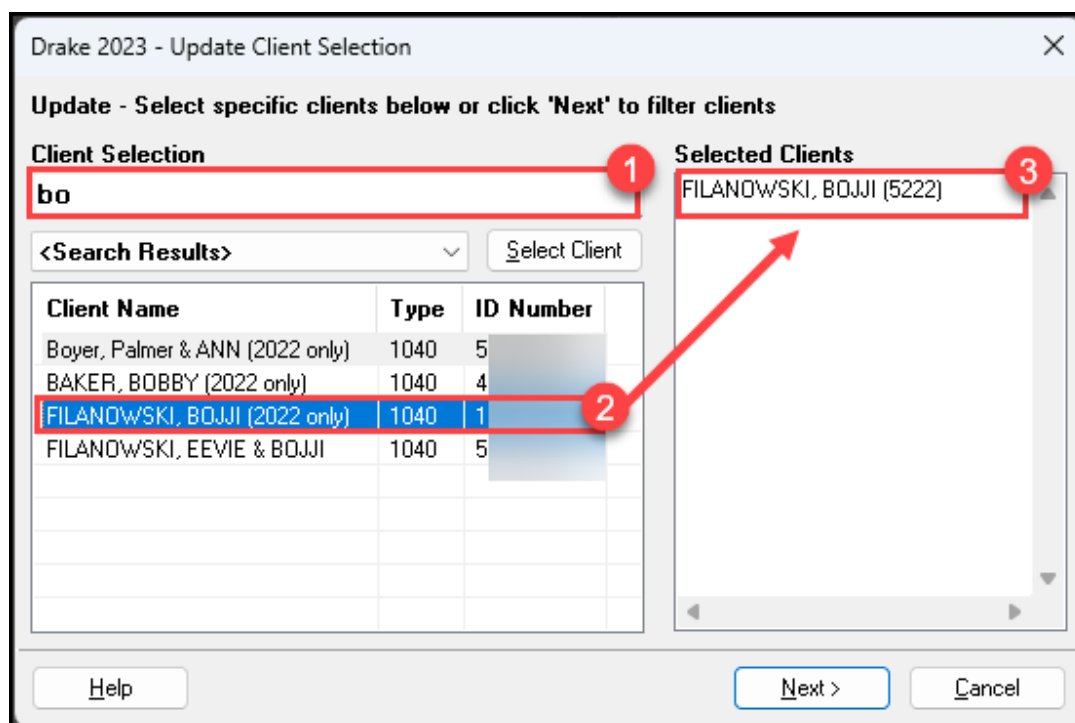 Drake 2023 - Update Client Selection
Update - Select specific clients below or click 'Next' to filter clients
Client Selection
1
bo
<Search Results>
Select Client
Client Name Type ID Number
Boyer, Palmer & ANN (2022 only) 1040 5
BAKER, BOBBY (2022 only) 1040 4
FILANOWSKI, BOJJI (2022 only) 1040 1
2
FILANOWSKI, EEVIE & BOJJI 1040 5
Selected Clients
3
FILANOWSKI, BOJJI (5222)
Help
Next >
Cancel